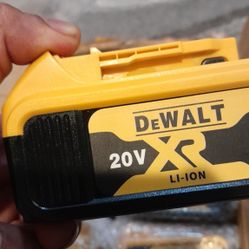 DEWALT
20V XR
LI-ION